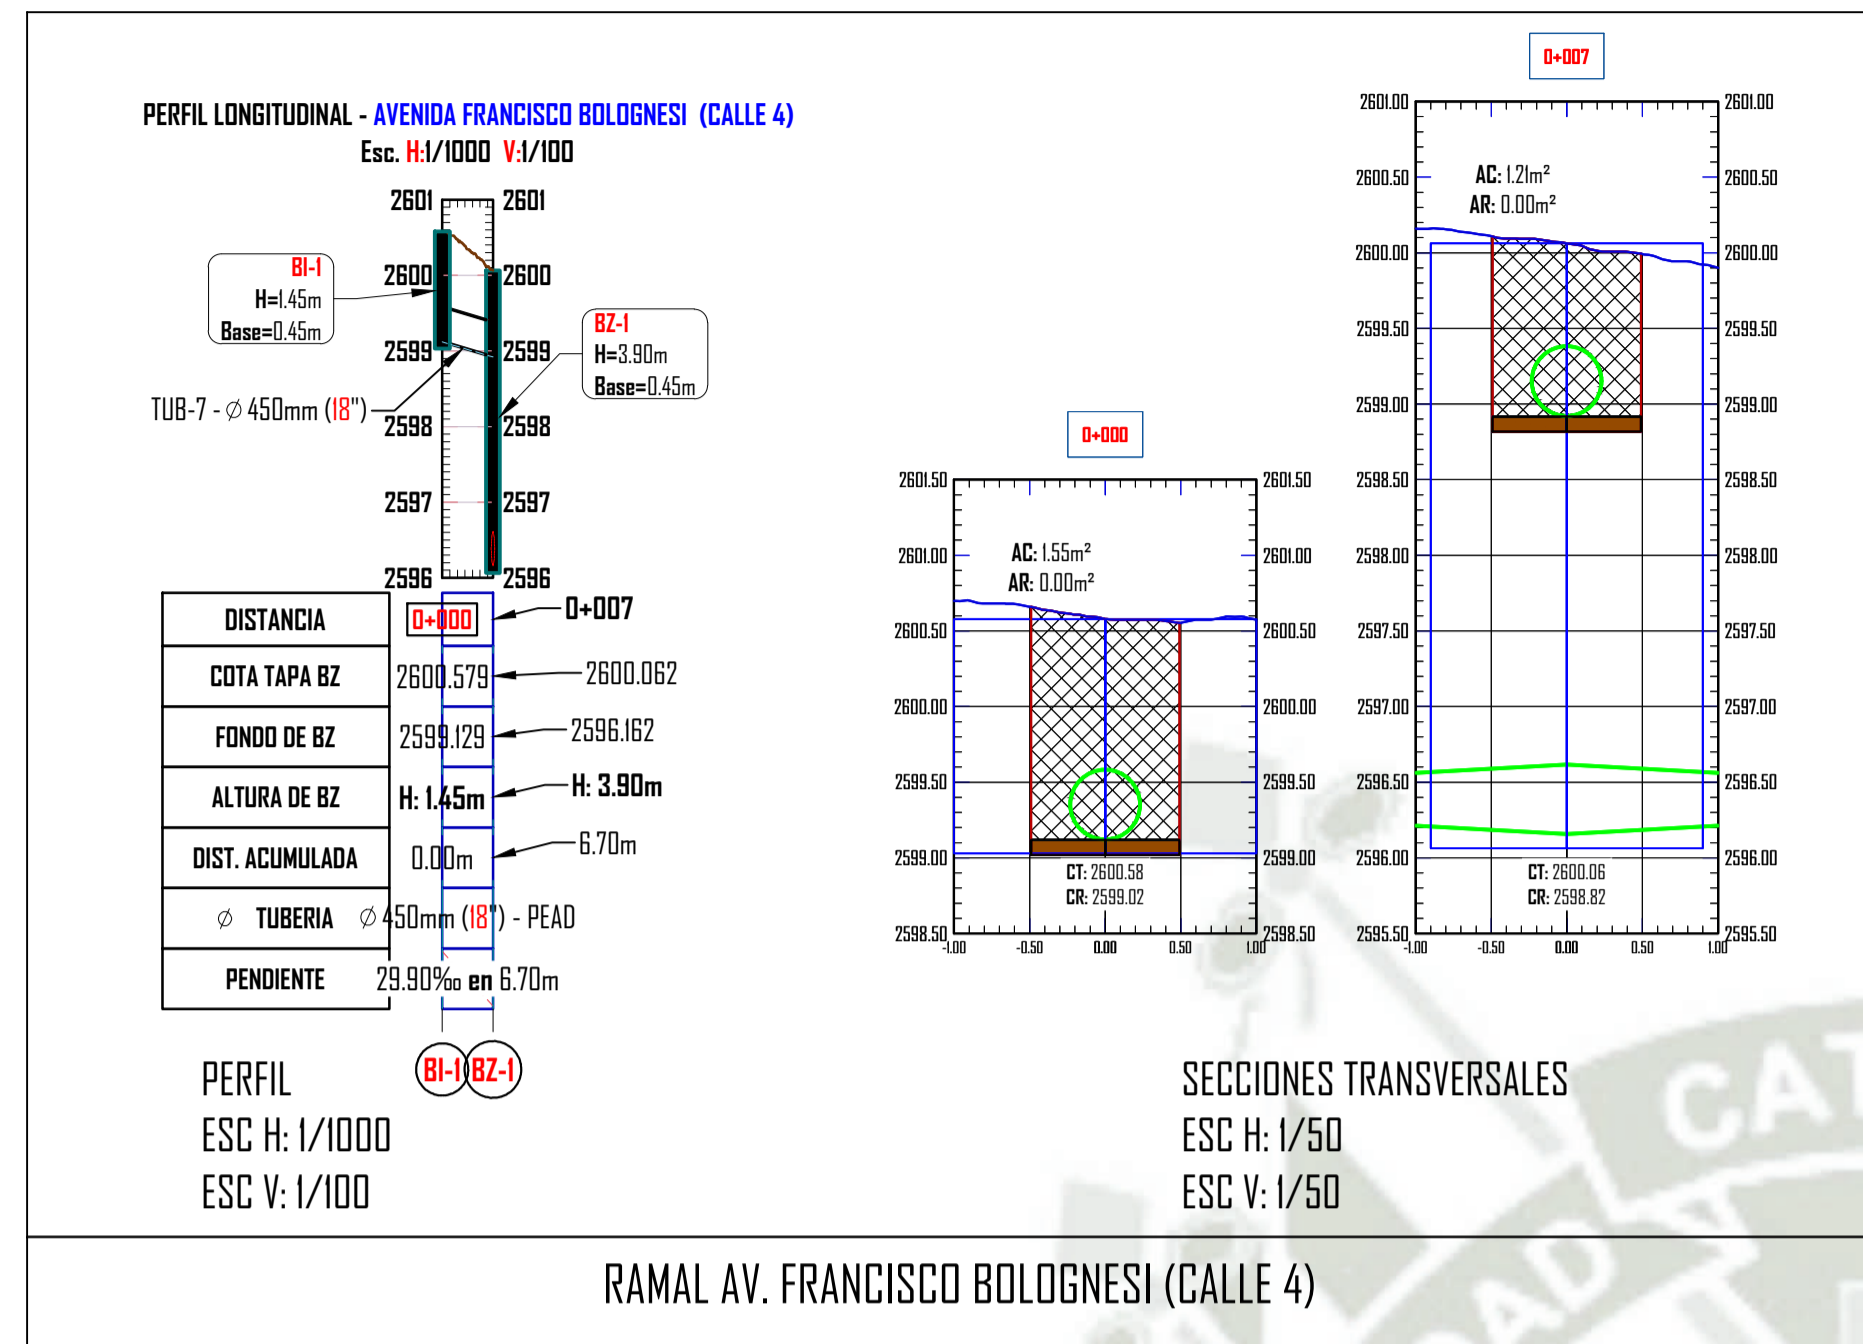 PERFIL LONGITUDINAL - AVENIDA FRANCISCO BOLOGNESI (CALLE 4)
Esc. H:1/1000 V:1/100
2601 2601
2600 2600
2599 2599
2598 2598
2597 2597
2596 2596
BI-1
H=1.45m
Base=0.45m
BZ-1
H=3.90m
Base=0.45m
TUB-7 - ∅ 450mm (18")
DISTANCIA 0+000 0+007
COTA TAPA BZ 2600.579 2600.062
FONDO DE BZ 2599.129 2596.162
ALTURA DE BZ H: 1.45m H: 3.90m
DIST. ACUMULADA 0.00m 6.70m
∅ TUBERIA ∅ 450mm (18") - PEAD
PENDIENTE 29.90‰ en 6.70m
BI-1 BZ-1
PERFIL
ESC H: 1/1000
ESC V: 1/100
0+000
2601.50 2601.50
2601.00 2601.00
2600.50 2600.50
2600.00 2600.00
2599.50 2599.50
2599.00 2599.00
2598.50 2598.50
AC: 1.55m²
AR: 0.00m²
CT: 2600.58
CR: 2599.02
-1.00 -0.50 0.00 0.50 1.00
0+007
2601.00 2601.00
2600.50 2600.50
2600.00 2600.00
2599.50 2599.50
2599.00 2599.00
2598.50 2598.50
2598.00 2598.00
2597.50 2597.50
2597.00 2597.00
2596.50 2596.50
2596.00 2596.00
2595.50 2595.50
AC: 1.21m²
AR: 0.00m²
CT: 2600.06
CR: 2598.82
-1.00 -0.50 0.00 0.50 1.00
SECCIONES TRANSVERSALES
ESC H: 1/50
ESC V: 1/50
RAMAL AV. FRANCISCO BOLOGNESI (CALLE 4)